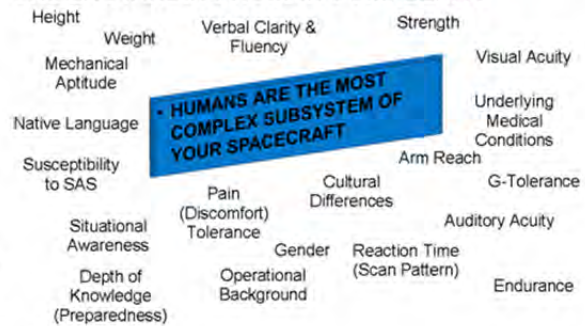 Height
Weight
Verbal Clarity &
Fluency
Strength
Mechanical
Aptitude
Visual Acuity
• HUMANS ARE THE MOST
COMPLEX SUBSYSTEM OF
YOUR SPACECRAFT
Native Language
Underlying
Medical
Conditions
Susceptibility
to SAS
Arm Reach
Pain
(Discomfort)
Tolerance
Cultural
Differences
G-Tolerance
Situational
Awareness
Auditory Acuity
Gender
Reaction Time
(Scan Pattern)
Depth of
Knowledge
(Preparedness)
Operational
Background
Endurance